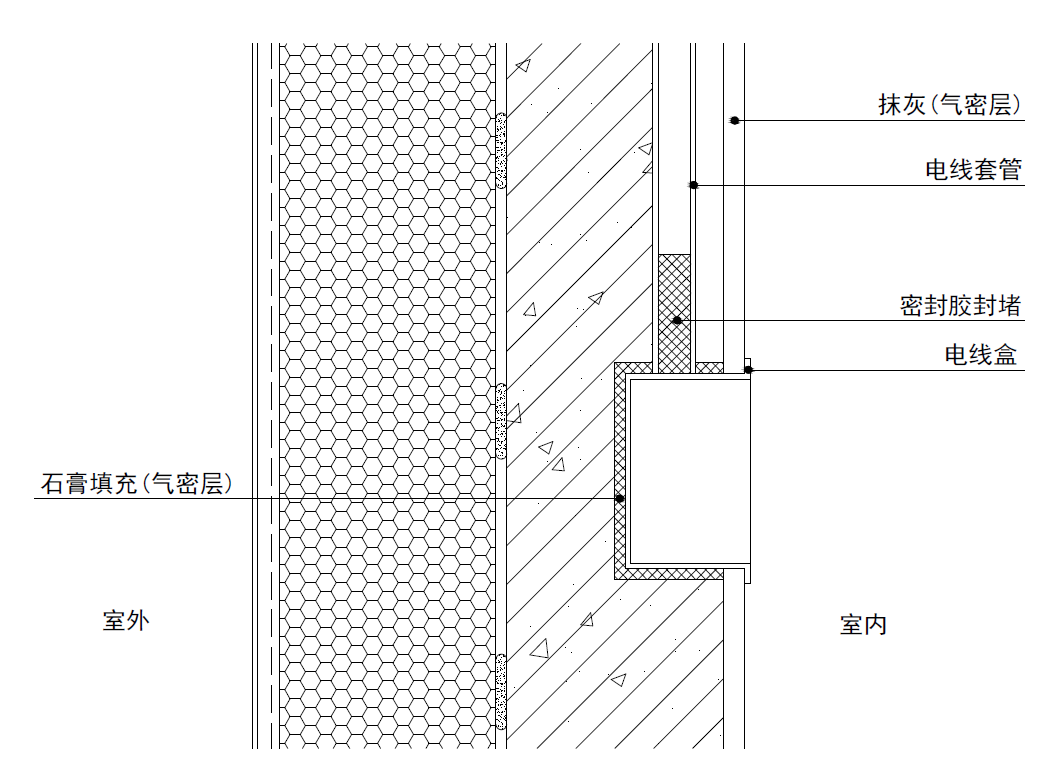 抹灰(气密层)
电线套管
密封胶封堵
电线盒
石膏填充(气密层)
室外
室内